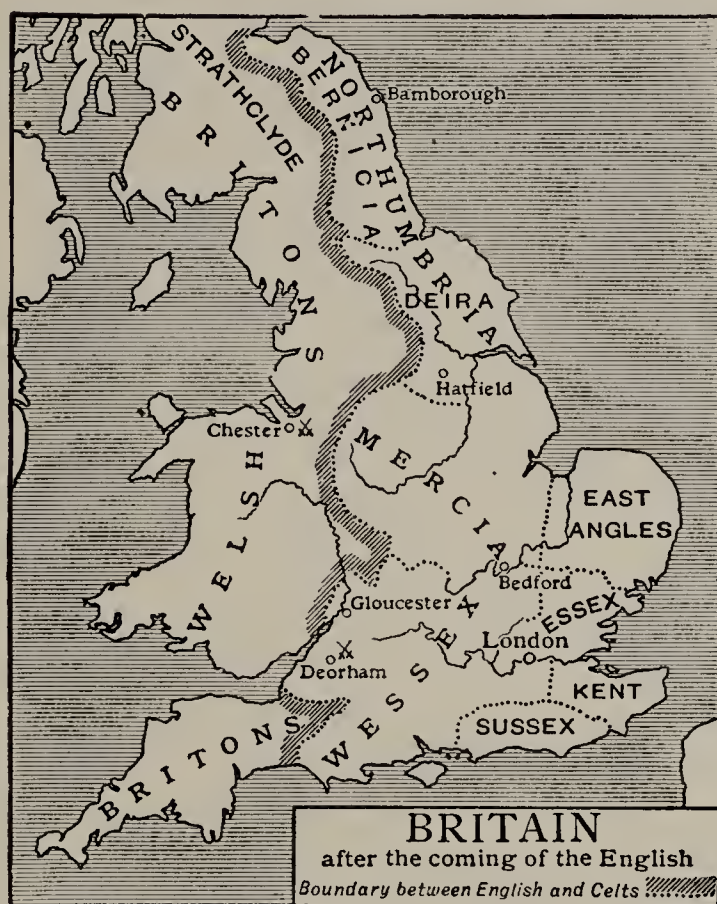 STRATHCLYDE
BRITONS
NORTHUMBRIA
BERNICIA
Bamborough
DEIRA
Hatfield
Chester
MERCIA
WELSH
EAST
ANGLES
Bedford
Gloucester
ESSEX
London
Deorham
WESSEX
KENT
SUSSEX
BRITONS
BRITAIN
after the coming of the English
Boundary between English and Celts